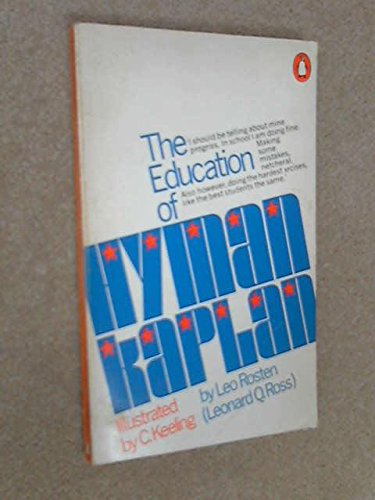 The
Education
of
'I should be telling about mine
progriss. In school I am doing fine.
Making
some
mistakes,
netcheral.
Also however, doing the hardest xrcises,
like the best students the same.'
HYMAN
KAPLAN
by Leo Rosten
(Leonard Q Ross)
Illustrated
by C. Keeling